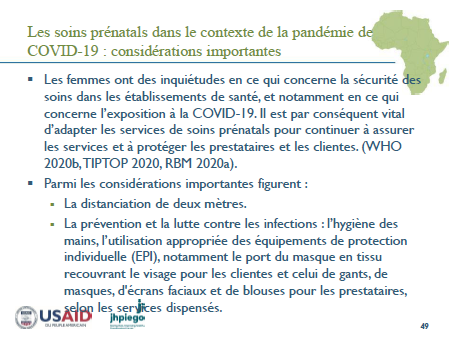 Les soins prénatals dans le contexte de la pandémie de
COVID-19 : considérations importantes
▪ Les femmes ont des inquiétudes en ce qui concerne la sécurité des
soins dans les établissements de santé, et notamment en ce qui
concerne l'exposition à la COVID-19. Il est par conséquent vital
d'adapter les services de soins prénatals pour continuer à assurer
les services et à protéger les prestataires et les clientes. (WHO
2020b, TIPTOP 2020, RBM 2020a).
▪ Parmi les considérations importantes figurent :
▪ La distanciation de deux mètres.
▪ La prévention et la lutte contre les infections : l'hygiène des
mains, l'utilisation appropriée des équipements de protection
individuelle (EPI), notamment le port du masque en tissu
recouvrant le visage pour les clientes et celui de gants, de
masques, d'écrans faciaux et de blouses pour les prestataires,
selon les services dispensés.
USAID
jhpiego
49